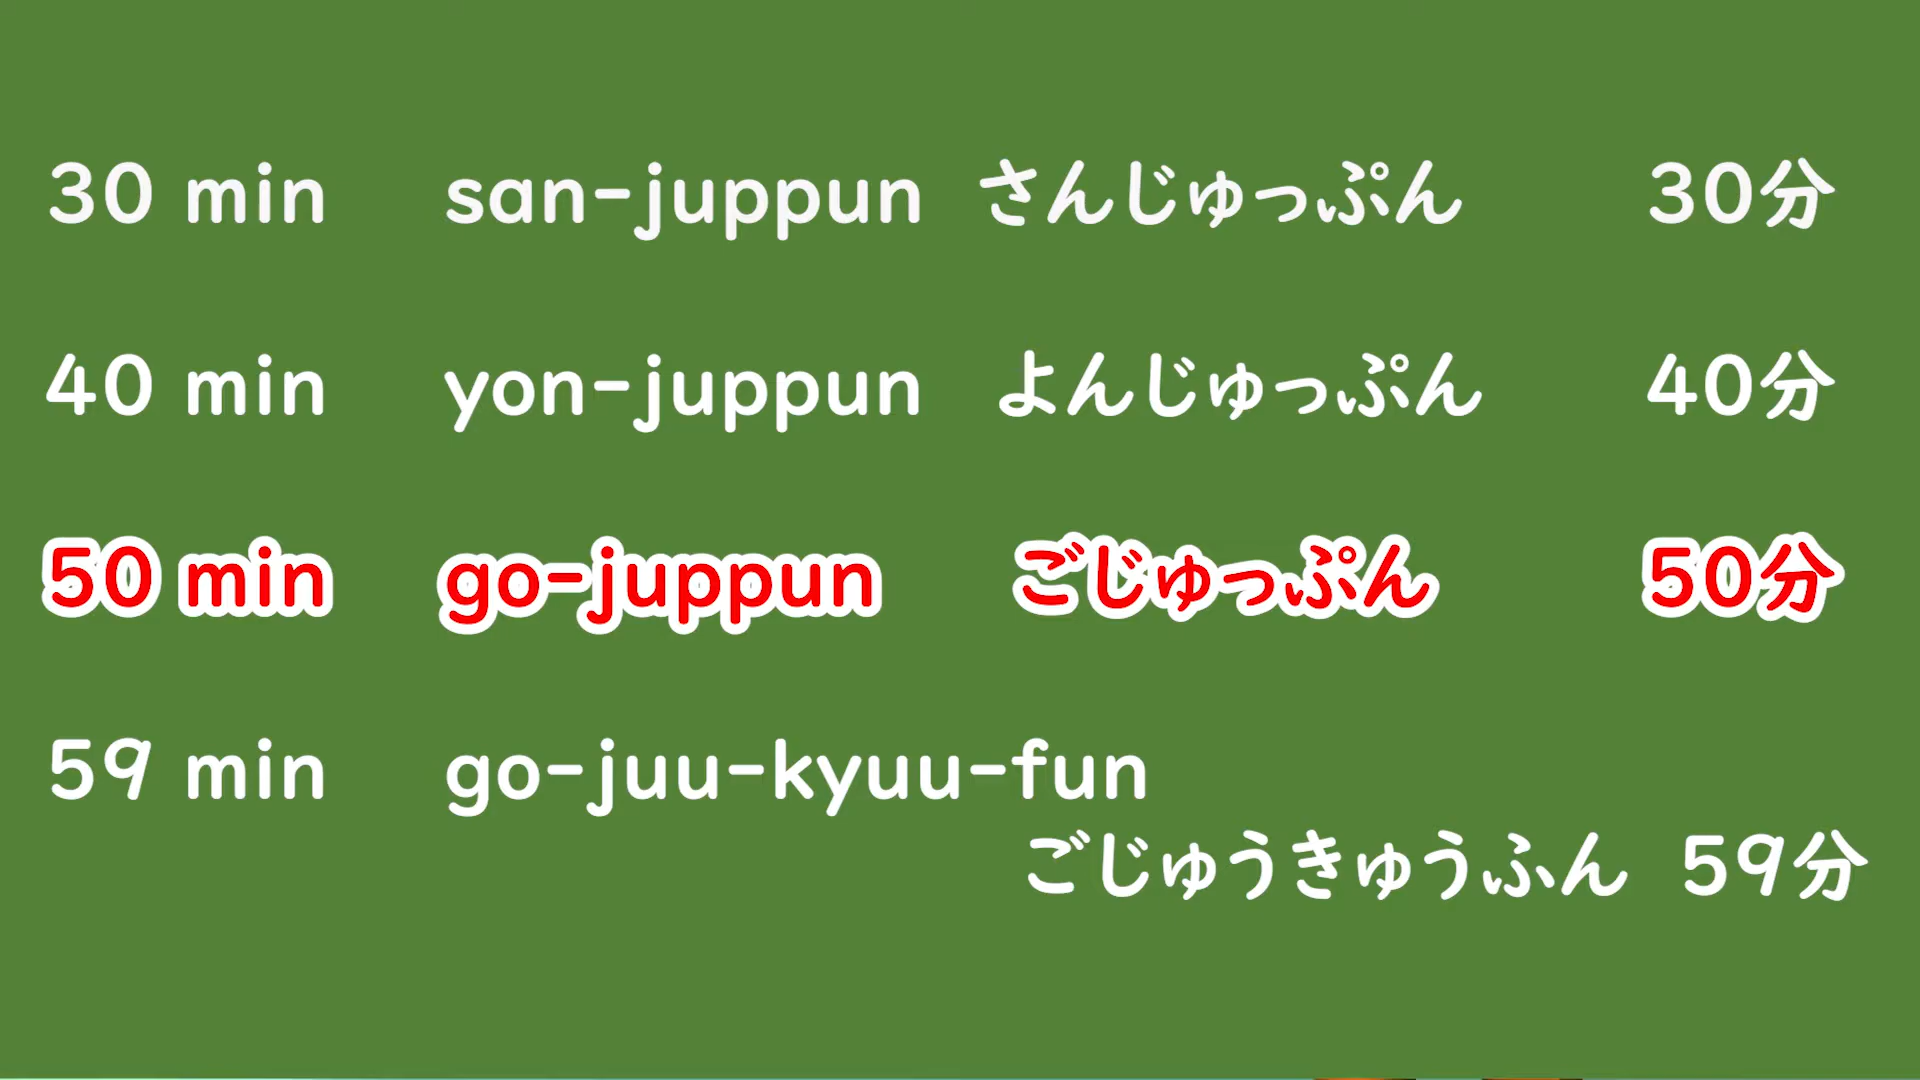 30 min san-juppun さんじゅっぷん 30分
40 min yon-juppun よんじゅっぷん 40分
50 min go-juppun ごじゅっぷん 50分
59 min go-juu-kyuu-fun
ごじゅうきゅうふん 59分